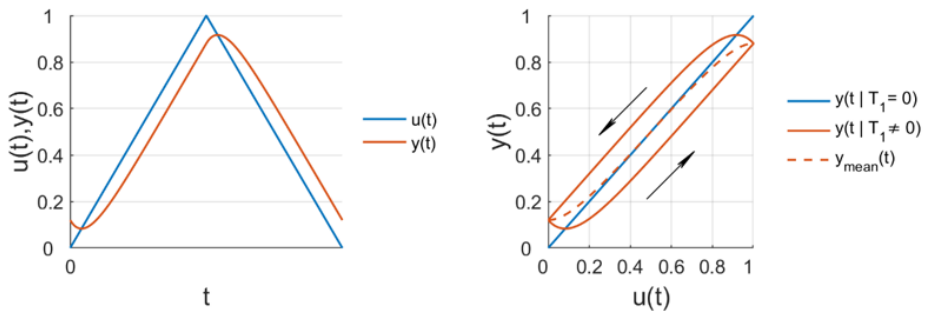 1
0.8
0.6
0.4
0.2
0
0
u(t),y(t)
t
u(t)
y(t)
1
0.8
0.6
0.4
0.2
0
0 0.2 0.4 0.6 0.8 1
y(t)
u(t)
y(t | T₁ = 0)
y(t | T₁ ≠ 0)
yₘₑₐₙ(t)